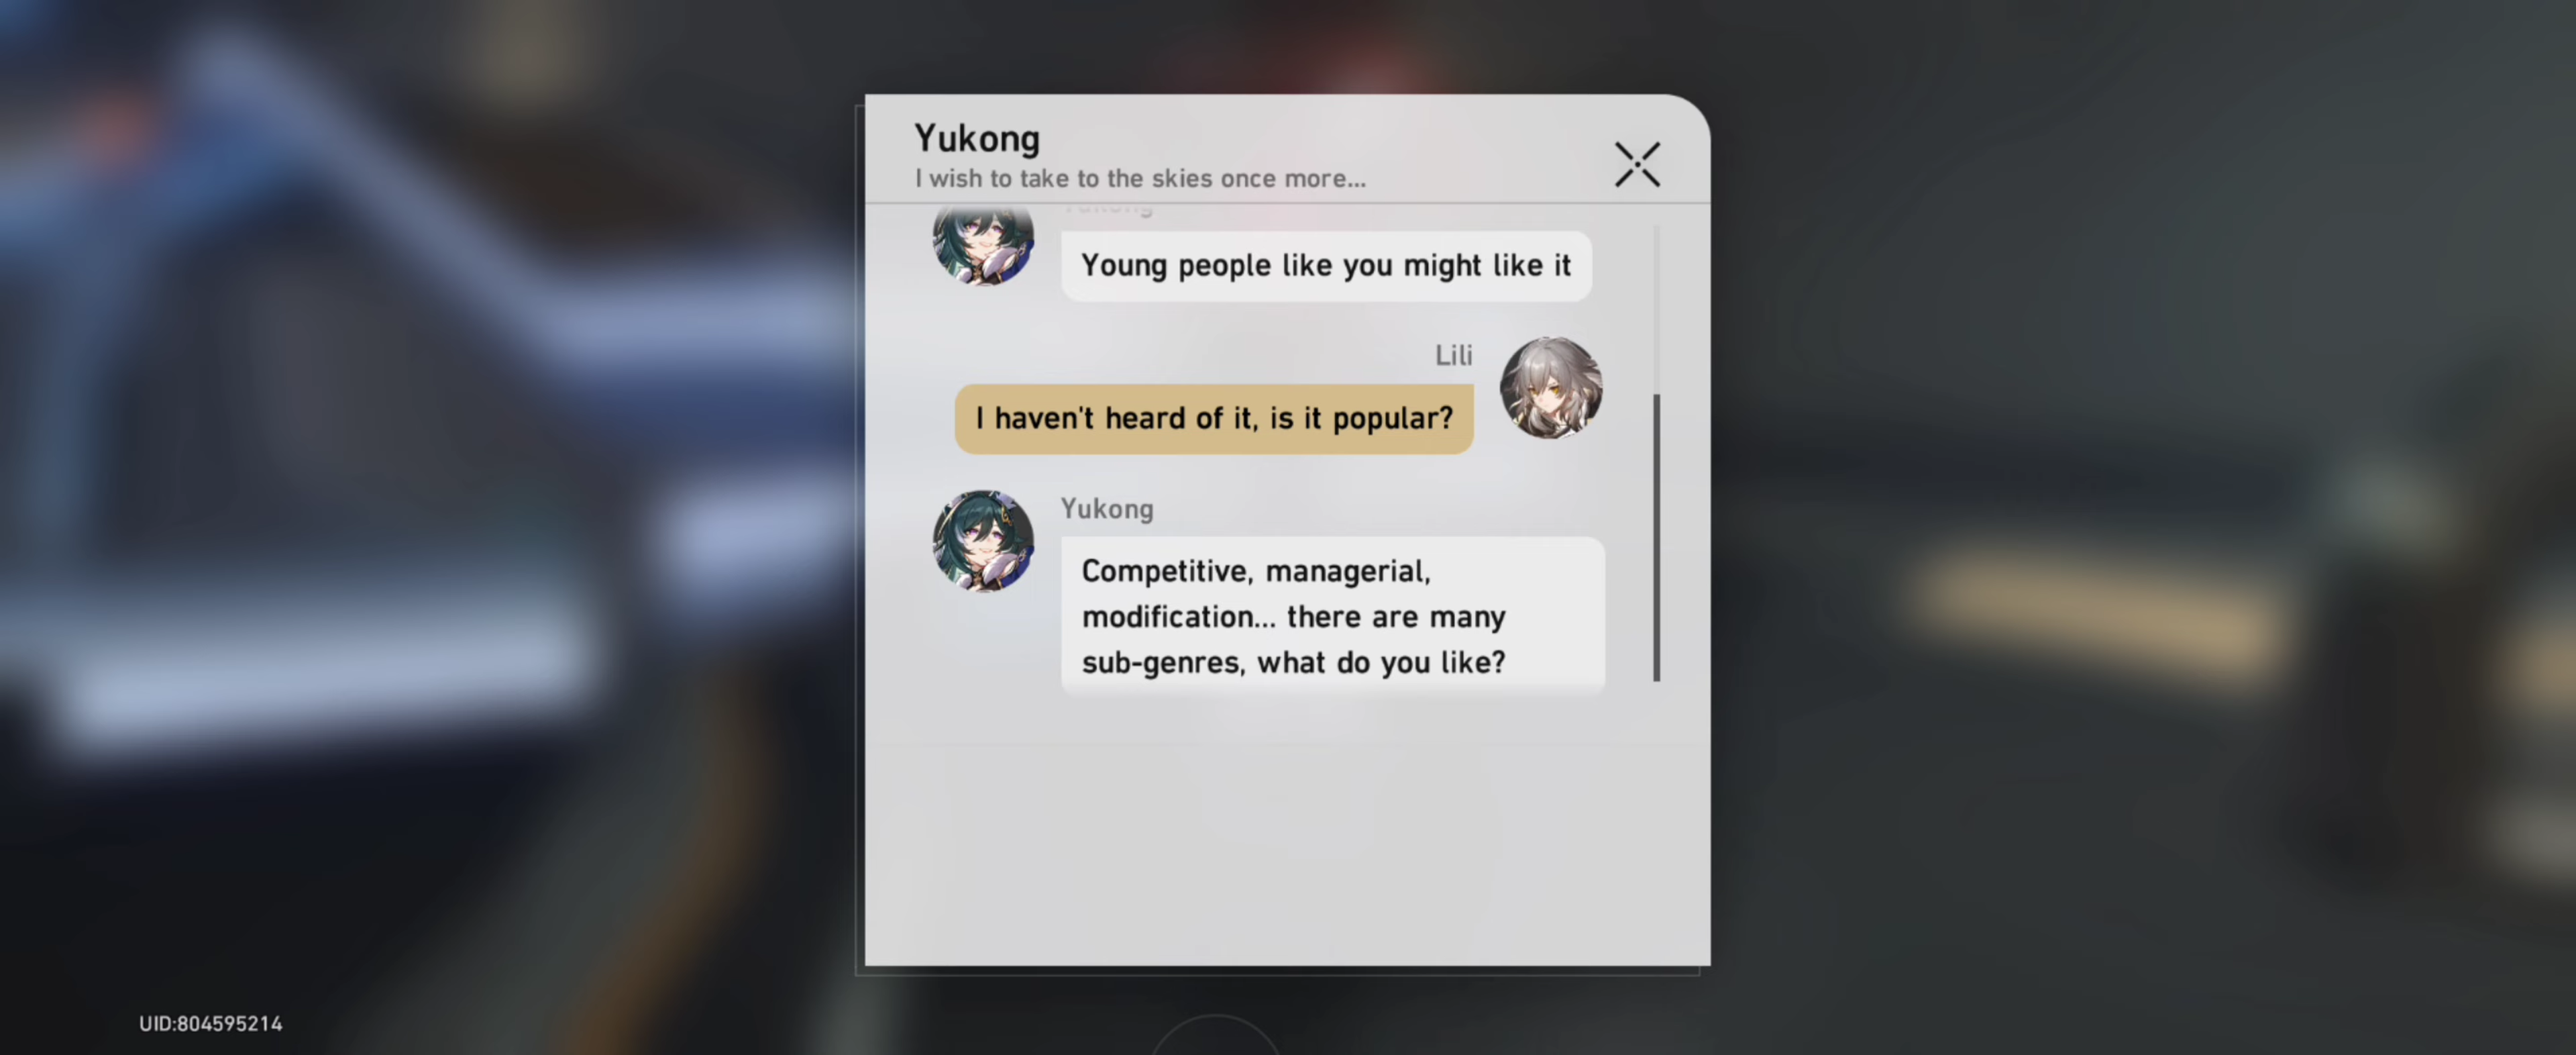 Yukong
I wish to take to the skies once more...
Yukong
Young people like you might like it
Lili
I haven't heard of it, is it popular?
Yukong
Competitive, managerial,
modification... there are many
sub-genres, what do you like?
UID:804595214